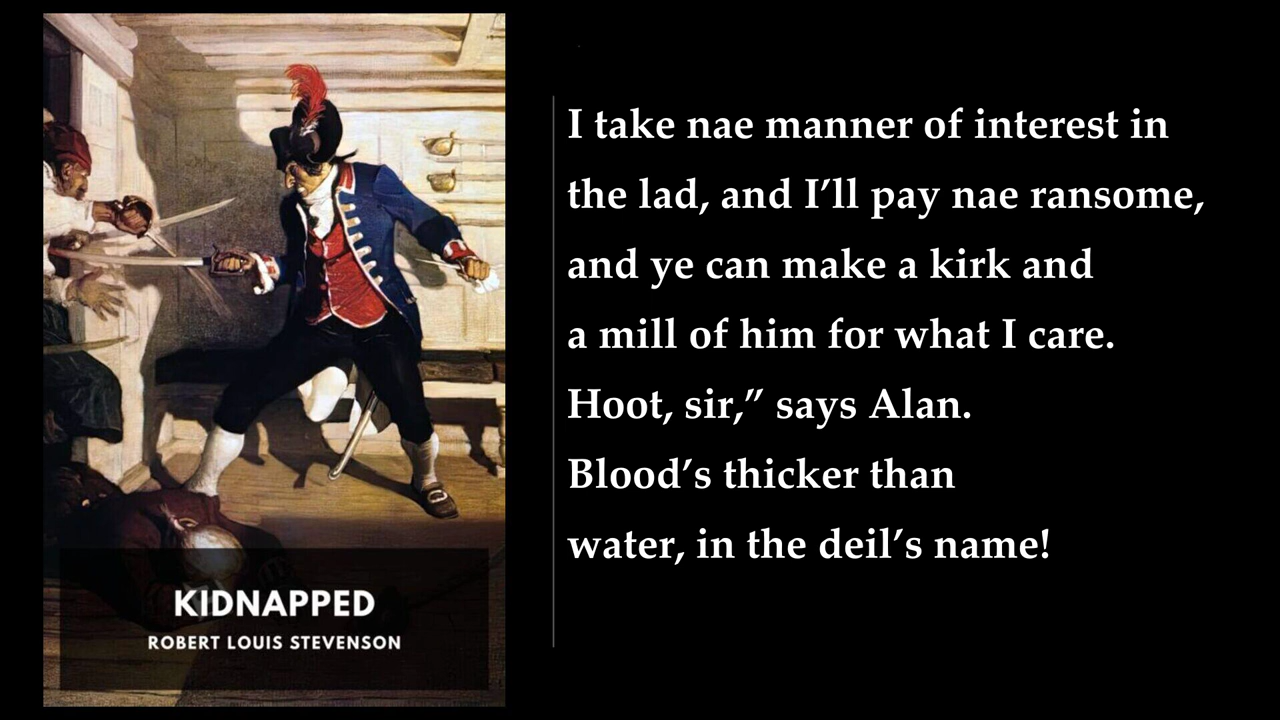 KIDNAPPED
ROBERT LOUIS STEVENSON
I take nae manner of interest in
the lad, and I’ll pay nae ransome,
and ye can make a kirk and
a mill of him for what I care.
Hoot, sir,” says Alan.
Blood’s thicker than
water, in the deil’s name!